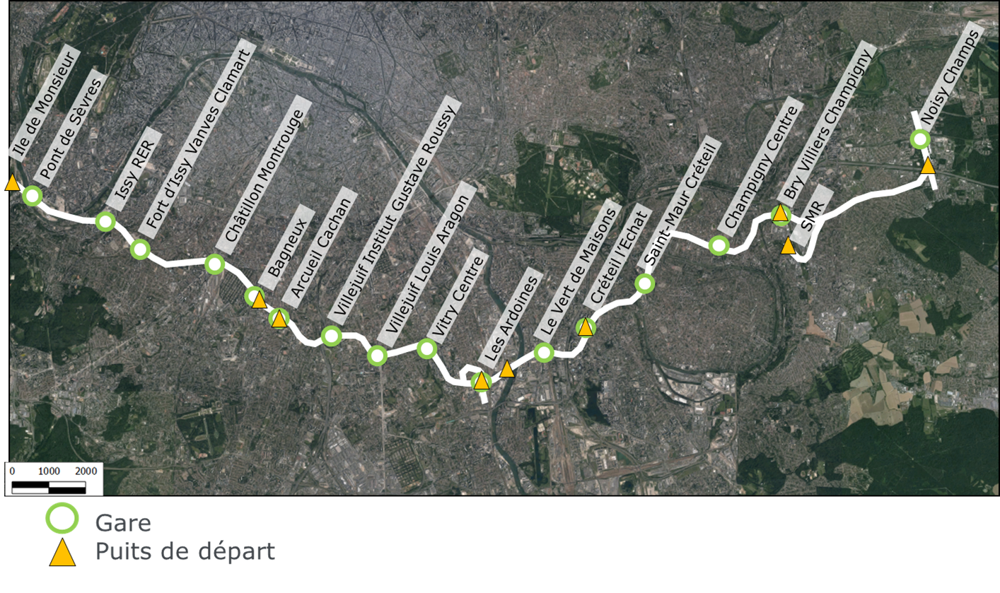 Ile de Monsieur
Pont de Sèvres
Issy RER
Fort d'Issy Vanves Clamart
Châtillon Montrouge
Bagneux
Arcueil Cachan
Villejuif Institut Gustave Roussy
Villejuif Louis Aragon
Vitry Centre
Les Ardoines
Le Vert de Maisons
Créteil l'Echat
Saint-Maur Créteil
Champigny Centre
Bry Villiers Champigny
SMR
Noisy Champs
0 1000 2000
Gare
Puits de départ